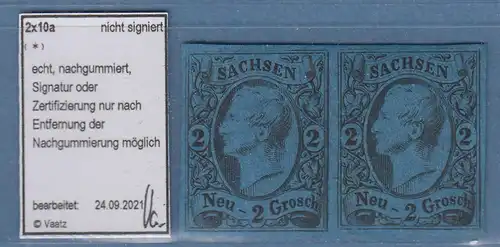 2x10a nicht signiert
( * )
echt, nachgummiert,
Signatur oder
Zertifizierung nur nach
Entfernung der
Nachgummierung möglich
bearbeitet: 24.09.2021
© Vaatz
SACHSEN SACHSEN
2 2 2 2
Neu - 2 Grosch Neu - 2 Grosch